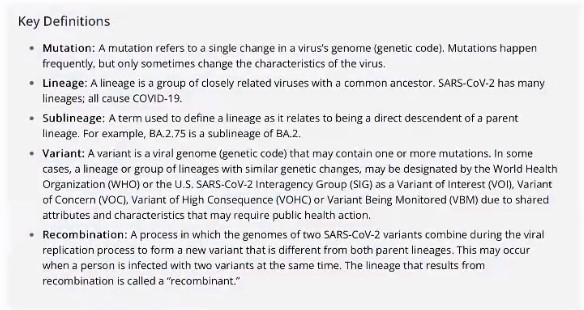 Key Definitions
• Mutation: A mutation refers to a single change in a virus's genome (genetic code). Mutations happen
frequently, but only sometimes change the characteristics of the virus.
• Lineage: A lineage is a group of closely related viruses with a common ancestor. SARS-CoV-2 has many
lineages; all cause COVID-19.
• Sublineage: A term used to define a lineage as it relates to being a direct descendent of a parent
lineage. For example, BA.2.75 is a sublineage of BA.2.
• Variant: A variant is a viral genome (genetic code) that may contain one or more mutations. In some
cases, a lineage or group of lineages with similar genetic changes, may be designated by the World Health
Organization (WHO) or the U.S. SARS-CoV-2 Interagency Group (SIG) as a Variant of Interest (VOI), Variant
of Concern (VOC), Variant of High Consequence (VOHC) or Variant Being Monitored (VBM) due to shared
attributes and characteristics that may require public health action.
• Recombination: A process in which the genomes of two SARS-CoV-2 variants combine during the viral
replication process to form a new variant that is different from both parent lineages. This may occur
when a person is infected with two variants at the same time. The lineage that results from
recombination is called a “recombinant.”